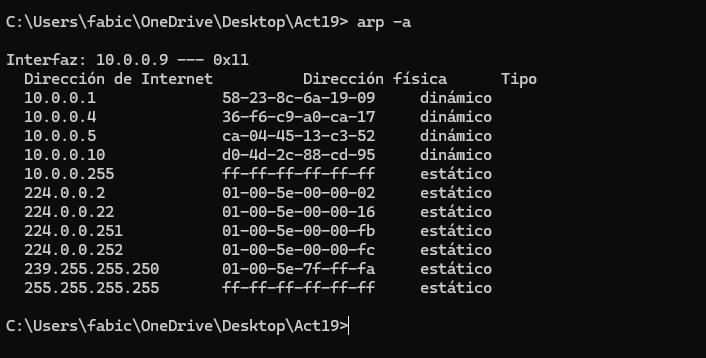 C:\Users\fabic\OneDrive\Desktop\Act19> arp -a
Interfaz: 10.0.0.9 --- 0x11
Dirección de Internet Dirección física Tipo
10.0.0.1 58-23-8c-6a-19-09 dinámico
10.0.0.4 36-f6-c9-a0-ca-17 dinámico
10.0.0.5 ca-04-45-13-c3-52 dinámico
10.0.0.10 d0-4d-2c-88-cd-95 dinámico
10.0.0.255 ff-ff-ff-ff-ff-ff estático
224.0.0.2 01-00-5e-00-00-02 estático
224.0.0.22 01-00-5e-00-00-16 estático
224.0.0.251 01-00-5e-00-00-fb estático
224.0.0.252 01-00-5e-00-00-fc estático
239.255.255.250 01-00-5e-7f-ff-fa estático
255.255.255.255 ff-ff-ff-ff-ff-ff estático
C:\Users\fabic\OneDrive\Desktop\Act19>